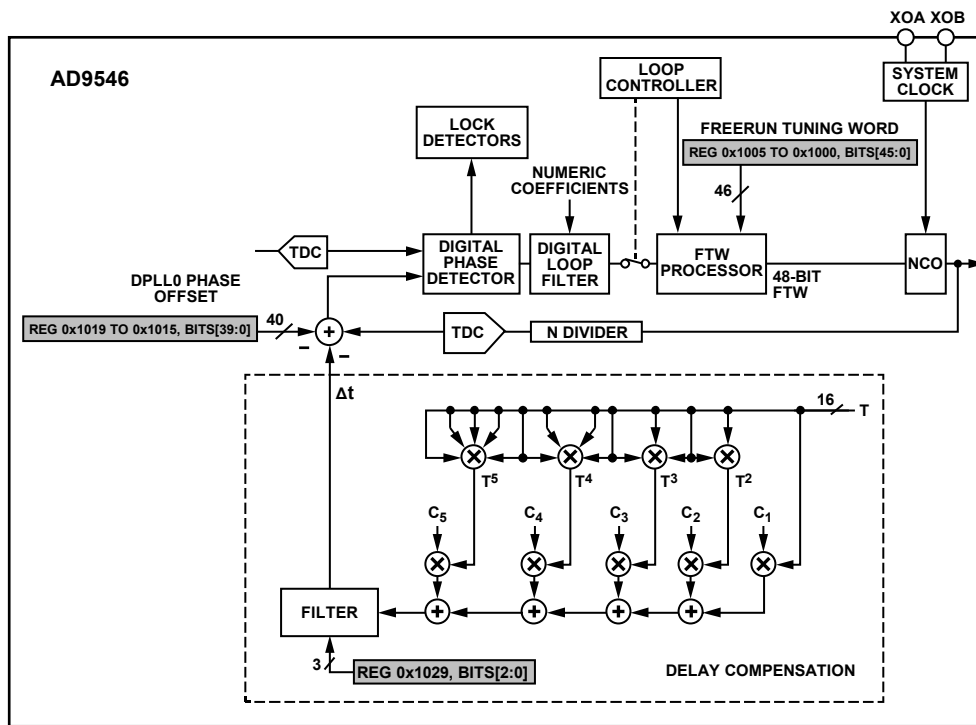 XOA XOB
AD9546
LOOP
CONTROLLER
SYSTEM
CLOCK
LOCK
DETECTORS
FREERUN TUNING WORD
REG 0x1005 TO 0x1000, BITS[45:0]
NUMERIC
COEFFICIENTS
46
TDC
DIGITAL
PHASE
DETECTOR
DIGITAL
LOOP
FILTER
FTW
PROCESSOR
48-BIT
FTW
NCO
DPLL0 PHASE
OFFSET
REG 0x1019 TO 0x1015, BITS[39:0]
40
+
−
−
TDC
N DIVIDER
Δt
16
T
× × × ×
T⁵ T⁴ T³ T²
C₅ C₄ C₃ C₂ C₁
× × × × ×
+ + + +
FILTER
3
REG 0x1029, BITS[2:0]
DELAY COMPENSATION